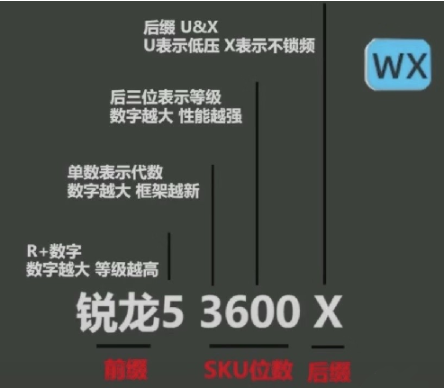 后缀 U&X
U表示低压 X表示不锁频
WX
后三位表示等级
数字越大 性能越强
单数表示代数
数字越大 框架越新
R+数字
数字越大 等级越高
锐龙5 3600 X
前缀 SKU位数 后缀